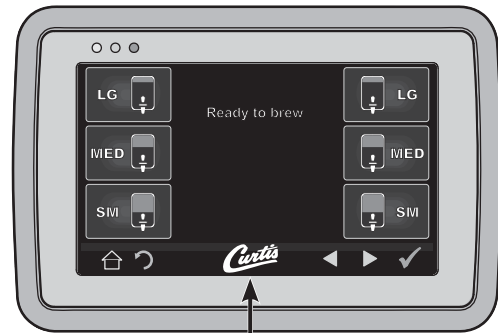 LG
Ready to brew
LG
MED
MED
SM
SM
Curtis